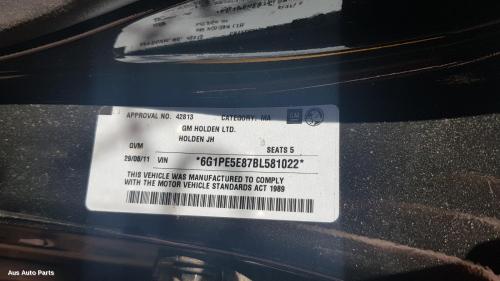 APPROVAL NO. 42813 CATEGORY: MA
GM HOLDEN LTD.
HOLDEN JH
GVM SEATS 5
29/08/11 VIN *6G1PE5E87BL581022*
THIS VEHICLE WAS MANUFACTURED TO COMPLY
WITH THE MOTOR VEHICLE STANDARDS ACT 1989
Aus Auto Parts